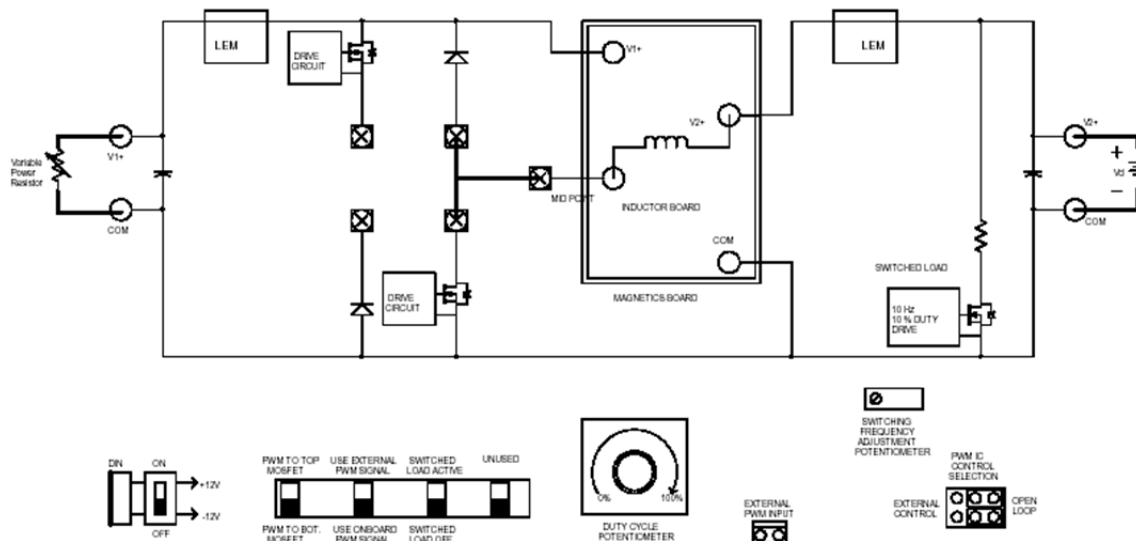 LEM
DRIVE
CIRCUIT
V1+
LEM
V2+
V1+
Variable
Power
Resistor
COM
MID POINT
INDUCTOR BOARD
COM
MAGNETICS BOARD
DRIVE
CIRCUIT
SWITCHED LOAD
10 Hz
10 % DUTY
DRIVE
V2+
+
Vd
−
COM
SWITCHING
FREQUENCY
ADJUSTMENT
POTENTIOMETER
DIN
ON
+12V
-12V
OFF
PWM TO TOP
MOSFET
USE EXTERNAL
PWM SIGNAL
SWITCHED
LOAD ACTIVE
UNUSED
PWM TO BOT.
MOSFET
USE ONBOARD
PWM SIGNAL
SWITCHED
LOAD OFF
0%
100%
DUTY CYCLE
POTENTIOMETER
EXTERNAL
PWM INPUT
PWM IC
CONTROL
SELECTION
EXTERNAL
CONTROL
OPEN
LOOP